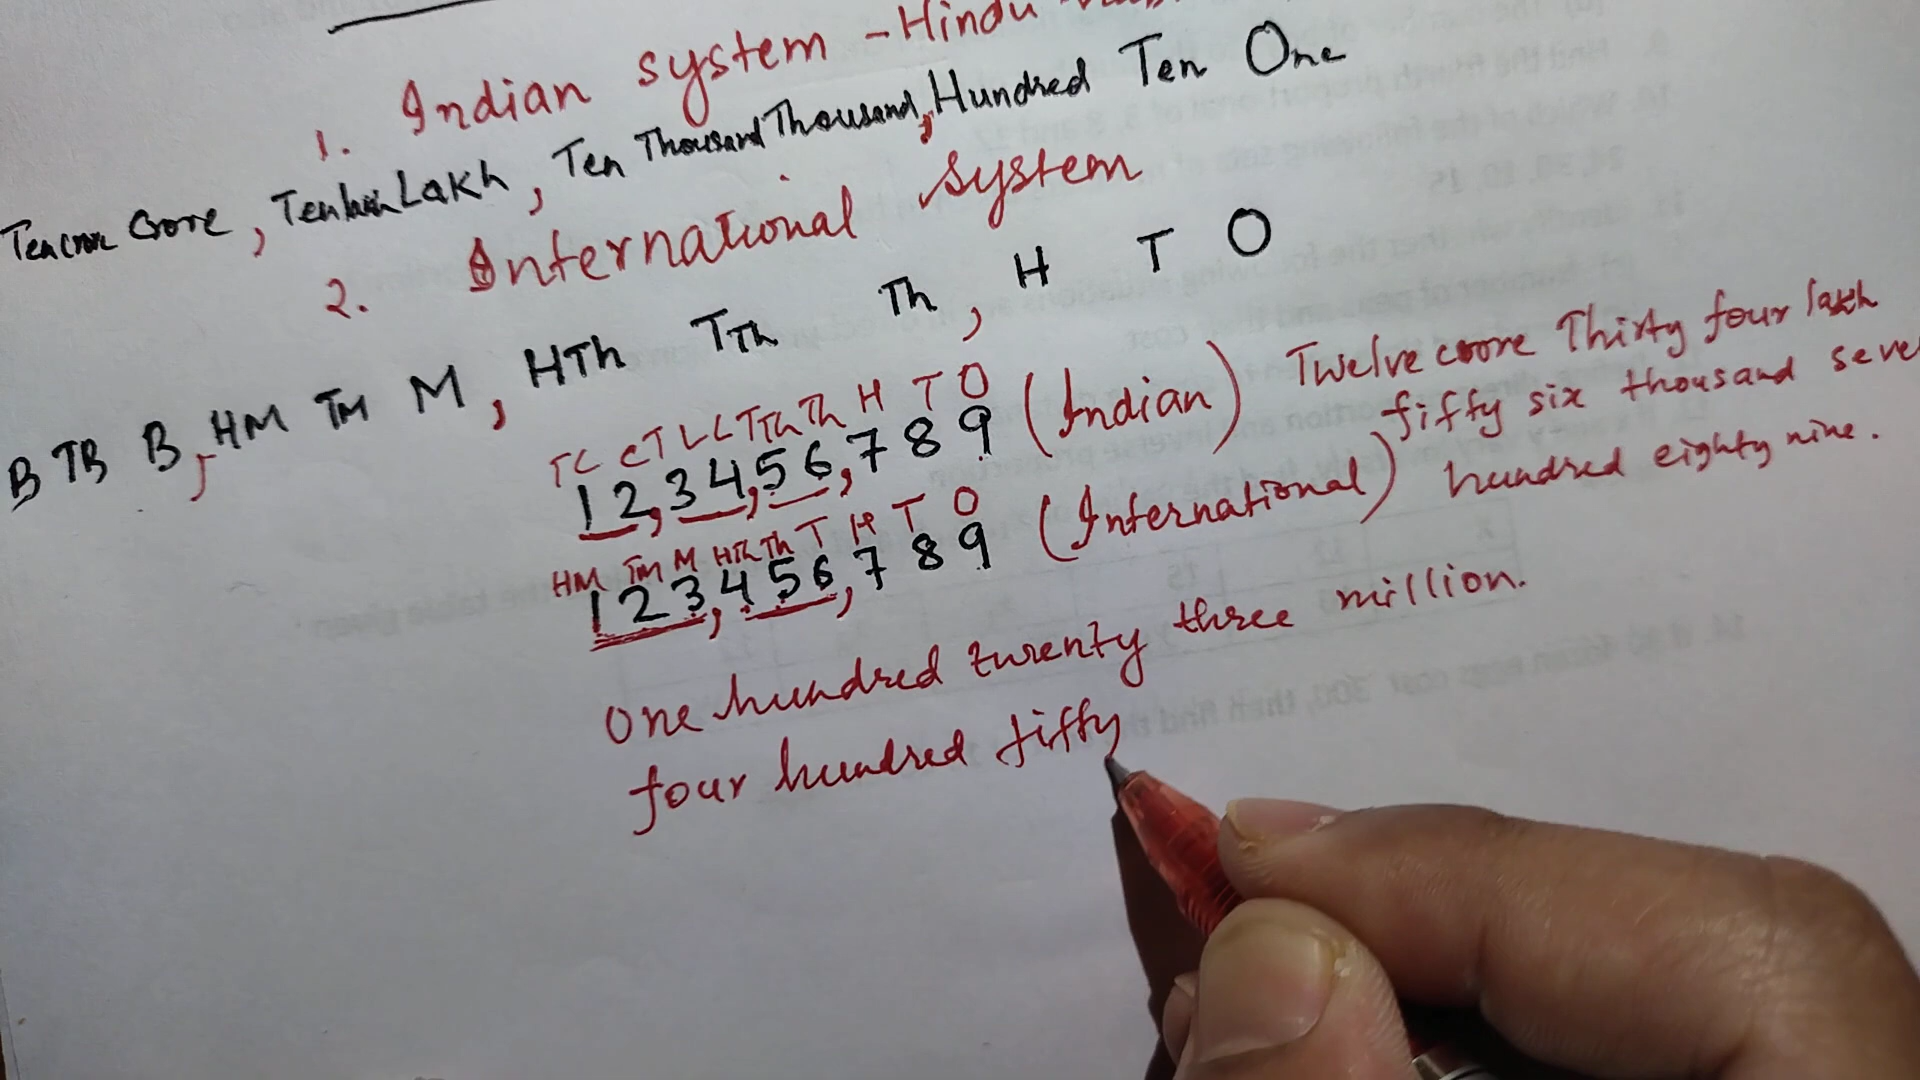 1. Indian system - Hindu
Ten crore Crore, Ten lakh Lakh, Ten Thousand Thousand, Hundred Ten One
2. International system
B TB B, HM TM M, HTh TTh Th, H T O
TC C TL L TTh Th H T O
12,34,56,789 (Indian) Twelve crore Thirty four lakh
fifty six thousand seve
hundred eighty nine.
HM TM M HTh Th T H T O
123,456,789 (International)
One hundred twenty three million.
four hundred fiffy